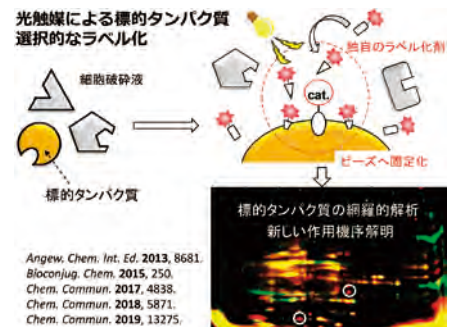 光触媒による標的タンパク質
選択的なラベル化
細胞破砕液
標的タンパク質
独自のラベル化剤
cat.
ビーズへ固定化
標的タンパク質の網羅的解析
新しい作用機序解明
Angew. Chem. Int. Ed. 2013, 8681.
Bioconjug. Chem. 2015, 250.
Chem. Commun. 2017, 4838.
Chem. Commun. 2018, 5871.
Chem. Commun. 2019, 13275.